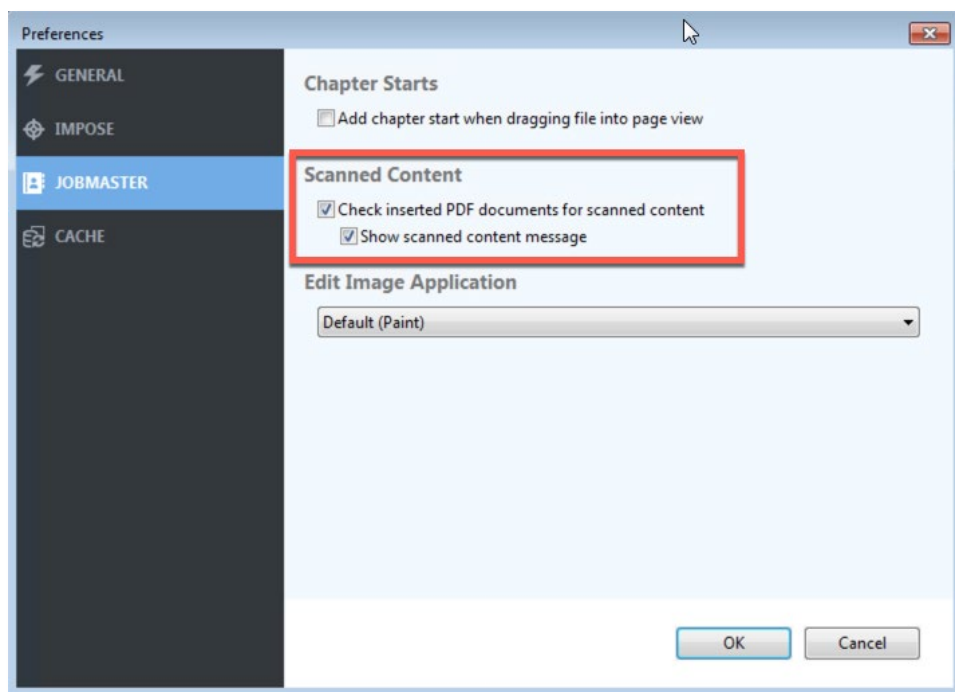 Preferences
GENERAL
IMPOSE
JOBMASTER
CACHE
Chapter Starts
Add chapter start when dragging file into page view
Scanned Content
Check inserted PDF documents for scanned content
Show scanned content message
Edit Image Application
Default (Paint)
OK
Cancel